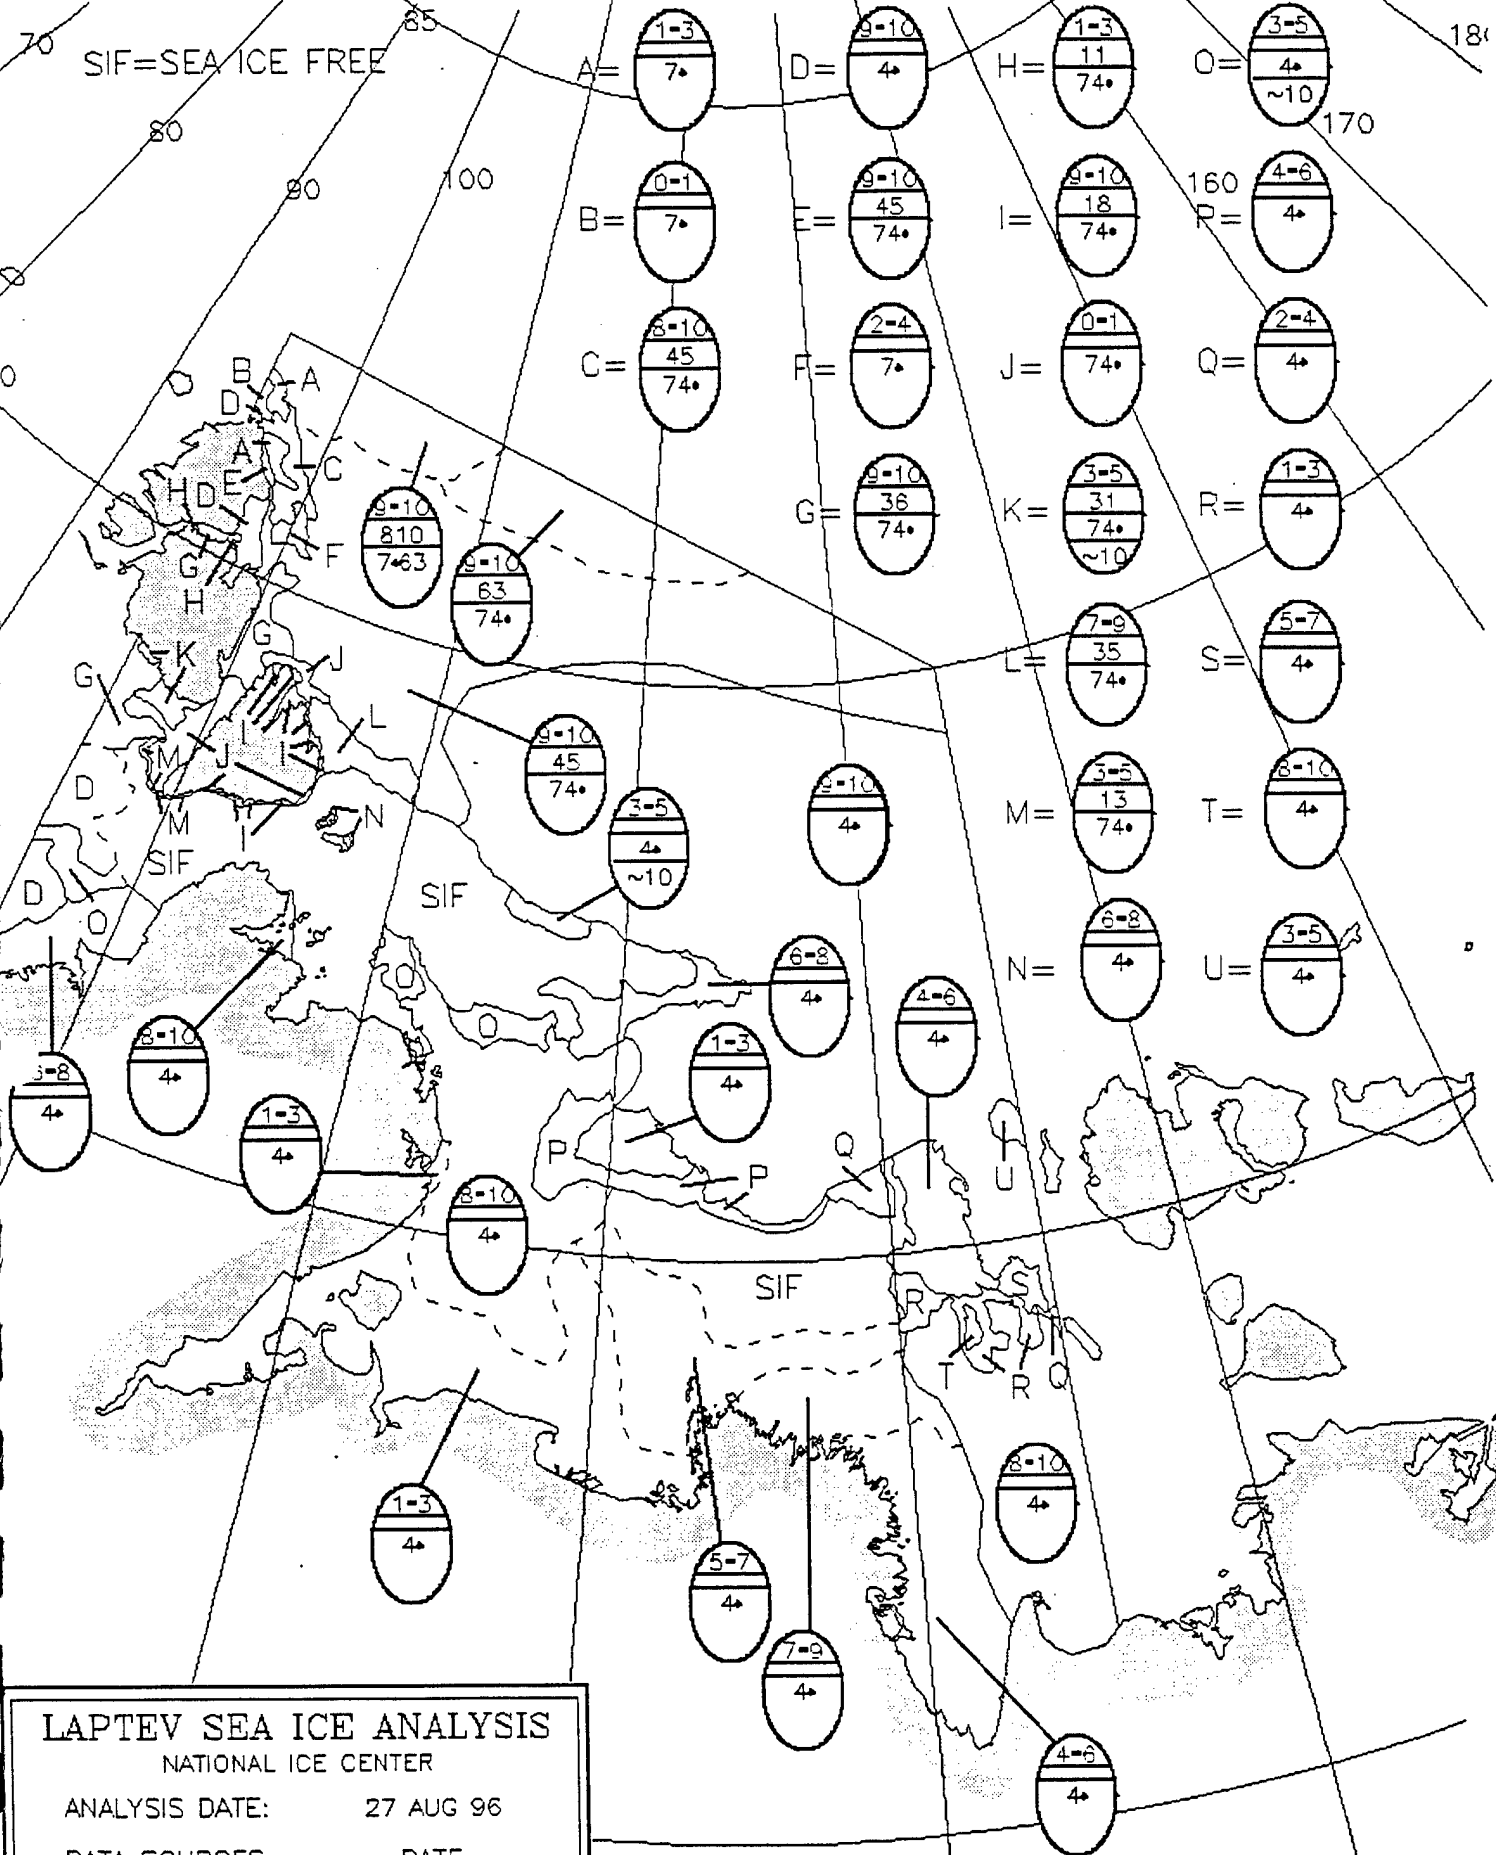 70
SIF=SEA ICE FREE
85
80
90
100
170
160
A=
1-3
7•
B=
0-1
7•
C=
8-10
45
74•
D=
9-10
4•
E=
9-10
45
74•
F=
2-4
7•
G=
9-10
36
74•
H=
1-3
11
74•
I=
9-10
18
74•
J=
0-1
74•
K=
3-5
31
74•
~10
L=
7-9
35
74•
M=
3-5
13
74•
N=
6-8
4•
O=
3-5
4•
~10
P=
4-6
4•
Q=
2-4
4•
R=
1-3
4•
S=
5-7
4•
T=
8-10
4•
U=
3-5
4•
B
A
D
A
C
E
H
D
F
G
H
G
K
J
G
L
I
I
M
J
D
M
I
N
SIF
D
O
9-10
810
7•63
9-10
63
74•
9-10
45
74•
3-5
4•
~10
9-10
4•
SIF
O
O
6-8
4•
4-6
4•
1-3
4•
8-10
4•
4•
1-3
4•
8-10
4•
P
P
Q
U
SIF
R
S
T
R
Q
1-3
4•
5-7
4•
7-9
4•
8-10
4•
4-6
4•
LAPTEV SEA ICE ANALYSIS
NATIONAL ICE CENTER
ANALYSIS DATE: 27 AUG 96